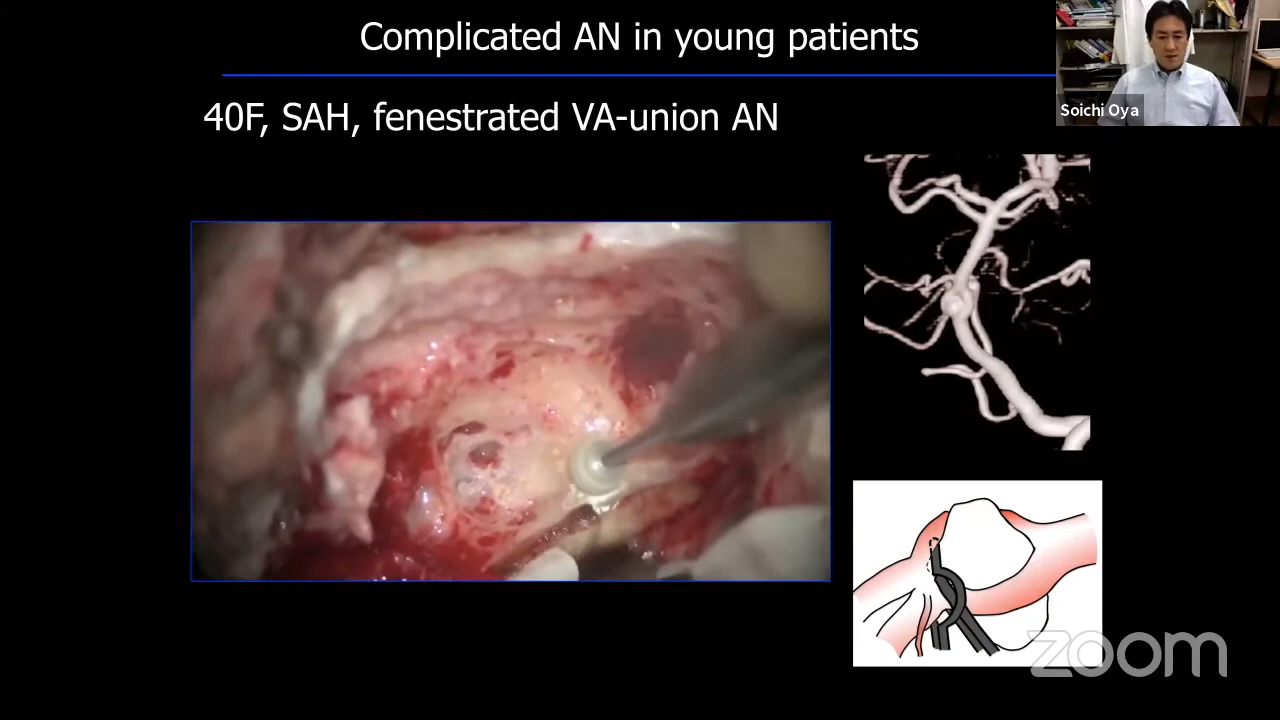 Complicated AN in young patients
Soichi Oya
40F, SAH, fenestrated VA-union AN
zoom